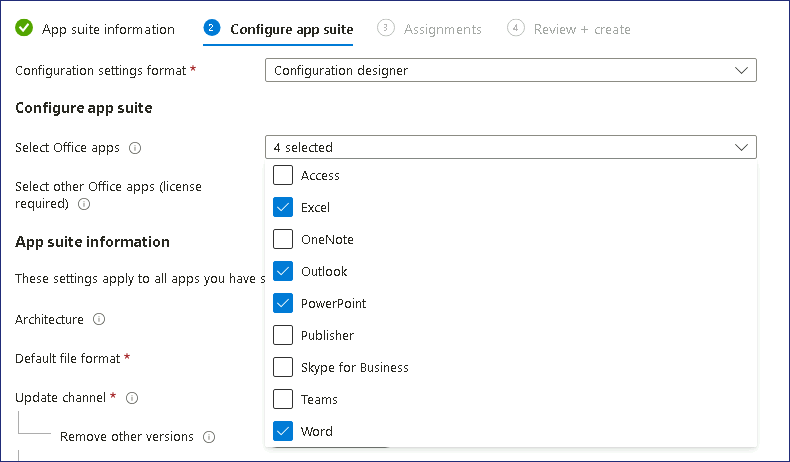 App suite information 2 Configure app suite 3 Assignments 4 Review + create
Configuration settings format * Configuration designer
Configure app suite
Select Office apps 4 selected
Access
Select other Office apps (license
required)
Excel
OneNote
App suite information
Outlook
These settings apply to all apps you have s
PowerPoint
Architecture
Publisher
Default file format *
Skype for Business
Update channel *
Teams
Remove other versions
Word